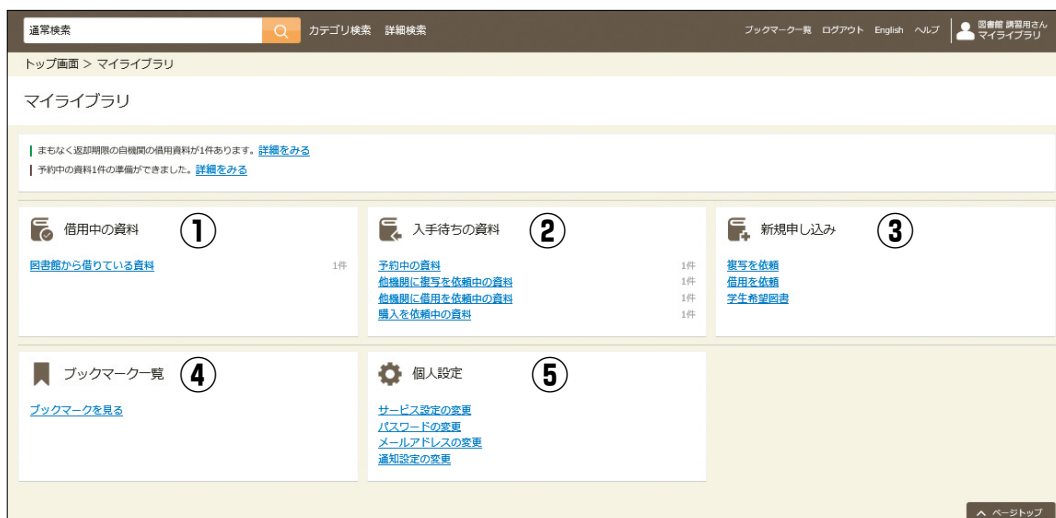 通常検索 カテゴリ検索 詳細検索 ブックマーク一覧 ログアウト English ヘルプ 図書館 講習用さん
マイライブラリ
トップ画面 > マイライブラリ
マイライブラリ
まもなく返却期限の自機関の借用資料が1件あります。詳細をみる
予約中の資料1件の準備ができました。詳細をみる
借用中の資料 ①
図書館から借りている資料 1件
入手待ちの資料 ②
予約中の資料 1件
他機関に複写を依頼中の資料 1件
他機関に借用を依頼中の資料 1件
購入を依頼中の資料 1件
新規申し込み ③
複写を依頼
借用を依頼
学生希望図書
ブックマーク一覧 ④
ブックマークを見る
個人設定 ⑤
サービス設定の変更
パスワードの変更
メールアドレスの変更
通知設定の変更
ページトップ